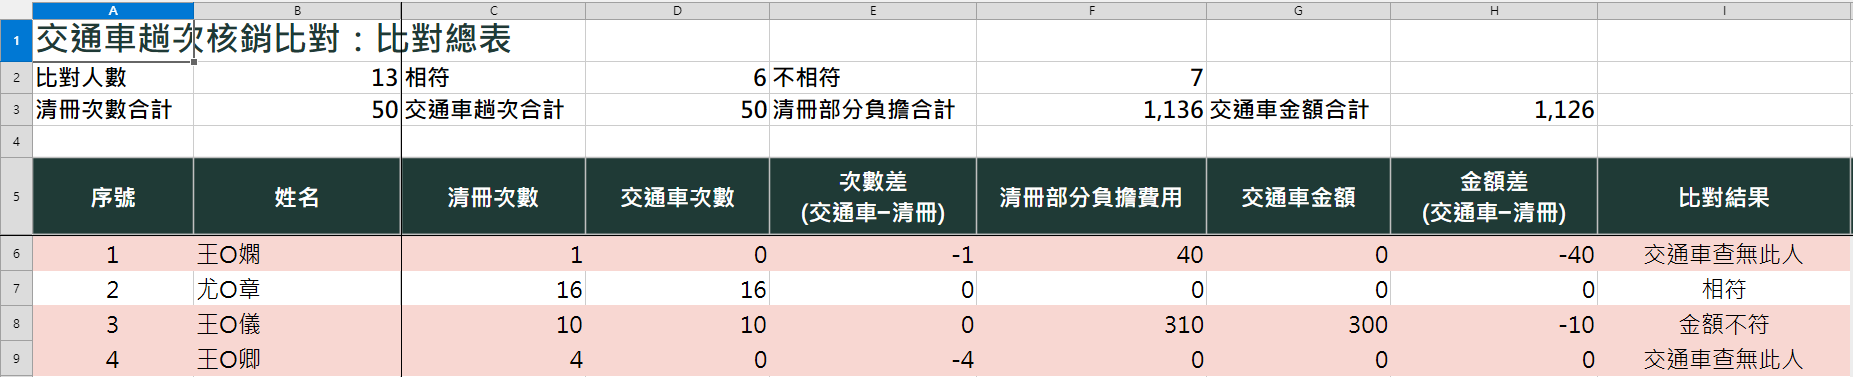 A B C D E F G H I
1 交通車趟次核銷比對：比對總表
2 比對人數 13 相符 6 不相符 7
3 清冊次數合計 50 交通車趟次合計 50 清冊部分負擔合計 1,136 交通車金額合計 1,126
4
5 序號 姓名 清冊次數 交通車次數 次數差 (交通車−清冊) 清冊部分負擔費用 交通車金額 金額差 (交通車−清冊) 比對結果
6 1 王O嫻 1 0 -1 40 0 -40 交通車查無此人
7 2 尤O章 16 16 0 0 0 0 相符
8 3 王O儀 10 10 0 310 300 -10 金額不符
9 4 王O卿 4 0 -4 0 0 0 交通車查無此人